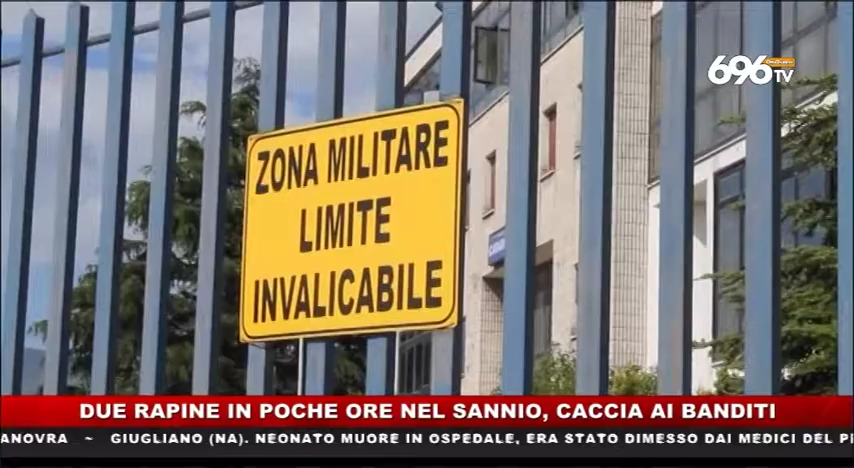 696
TV
ZONA MILITARE
LIMITE
INVALICABILE
DUE RAPINE IN POCHE ORE NEL SANNIO, CACCIA AI BANDITI
ANOVRA ~ GIUGLIANO (NA). NEONATO MUORE IN OSPEDALE, ERA STATO DIMESSO DAI MEDICI DEL P